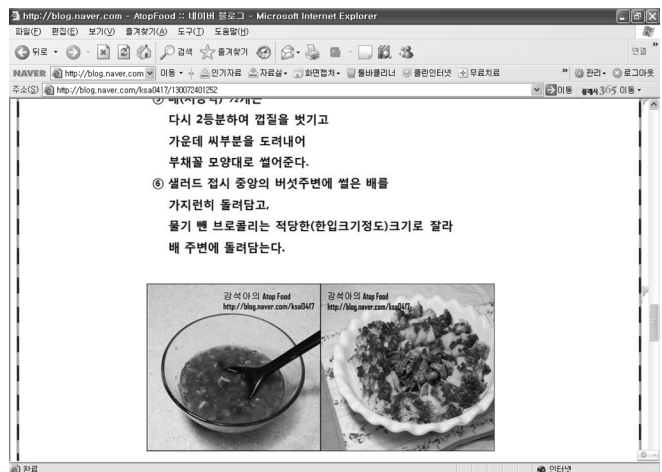 http://blog.naver.com - AtopFood :: 네이버 블로그 - Microsoft Internet Explorer
파일(F) 편집(E) 보기(V) 즐겨찾기(A) 도구(T) 도움말(H)
뒤로 검색 즐겨찾기 연결
NAVER http://blog.naver.com 이동 인기자료 자료실 화면캡처 툴바클리너 클린인터넷 무료치료 관리 로그아웃
주소(S) http://blog.naver.com/ksa0417/130072401252 이동 365 이동
다시 2등분하여 껍질을 벗기고
가운데 씨부분을 도려내어
부채꼴 모양대로 썰어준다.
⑥ 샐러드 접시 중앙의 버섯주변에 썰은 배를
가지런히 돌려담고,
물기 뺀 브로콜리는 적당한(한입크기정도)크기로 잘라
배 주변에 돌려담는다.
강석아의 Atop Food
http://blog.naver.com/ksa0417
강석아의 Atop Food
http://blog.naver.com/ksa0417
완료 인터넷